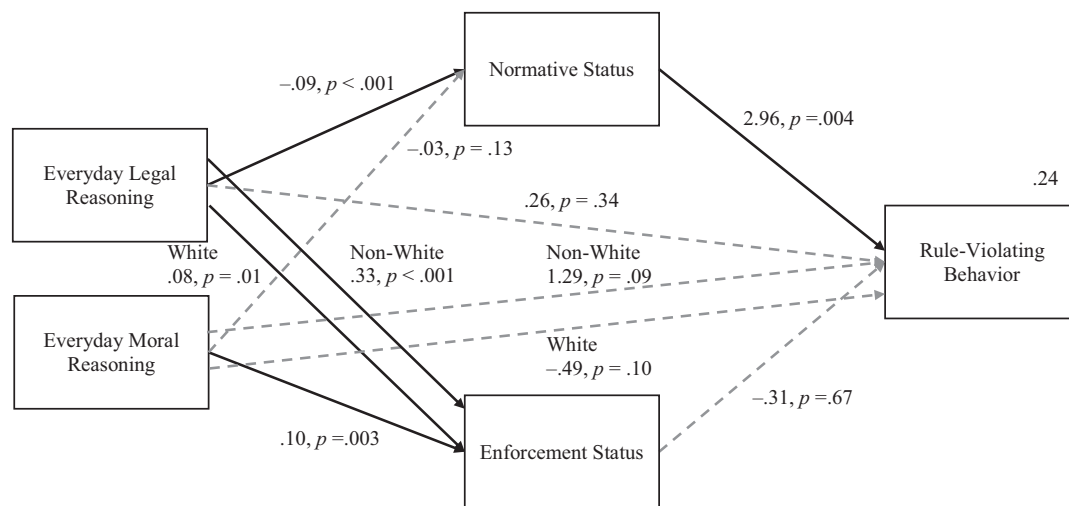 Normative Status
–.09, p < .001
2.96, p =.004
–.03, p = .13
Everyday Legal
Reasoning
.24
.26, p = .34
Rule-Violating
Behavior
White
.08, p = .01
Non-White
.33, p < .001
Non-White
1.29, p = .09
Everyday Moral
Reasoning
White
–.49, p = .10
–.31, p =.67
.10, p =.003
Enforcement Status